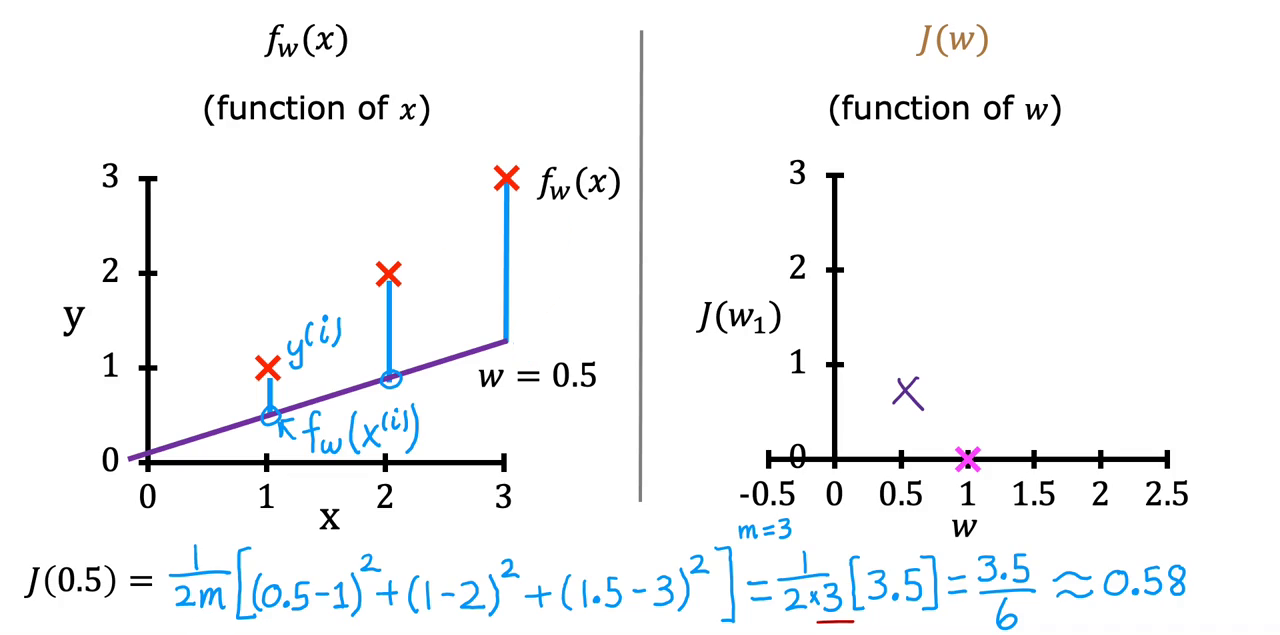 f_w(x)
(function of x)
3
2
1
0
y
y^(i)
f_w(x^(i))
f_w(x)
w = 0.5
0 1 2 3
x
J(w)
(function of w)
3
2
1
0
J(w₁)
-0.5 0 0.5 1 1.5 2 2.5
w
m=3
J(0.5) = 1/2m [(0.5-1)² + (1-2)² + (1.5-3)²] = 1/2×3 [3.5] = 3.5/6 ≈ 0.58